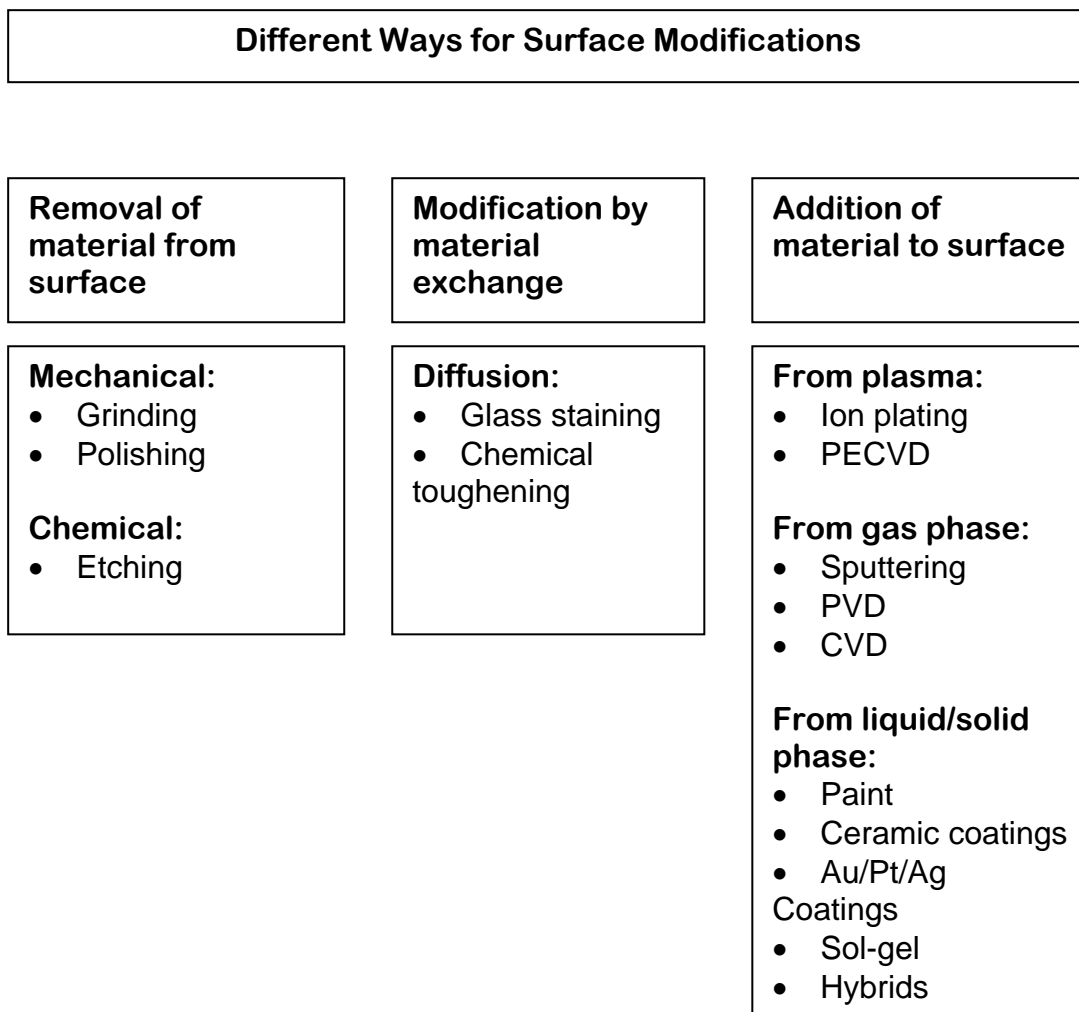 Different Ways for Surface Modifications
Removal of
material from
surface
Modification by
material
exchange
Addition of
material to surface
Mechanical:
• Grinding
• Polishing
Chemical:
• Etching
Diffusion:
• Glass staining
• Chemical
toughening
From plasma:
• Ion plating
• PECVD
From gas phase:
• Sputtering
• PVD
• CVD
From liquid/solid
phase:
• Paint
• Ceramic coatings
• Au/Pt/Ag
Coatings
• Sol-gel
• Hybrids